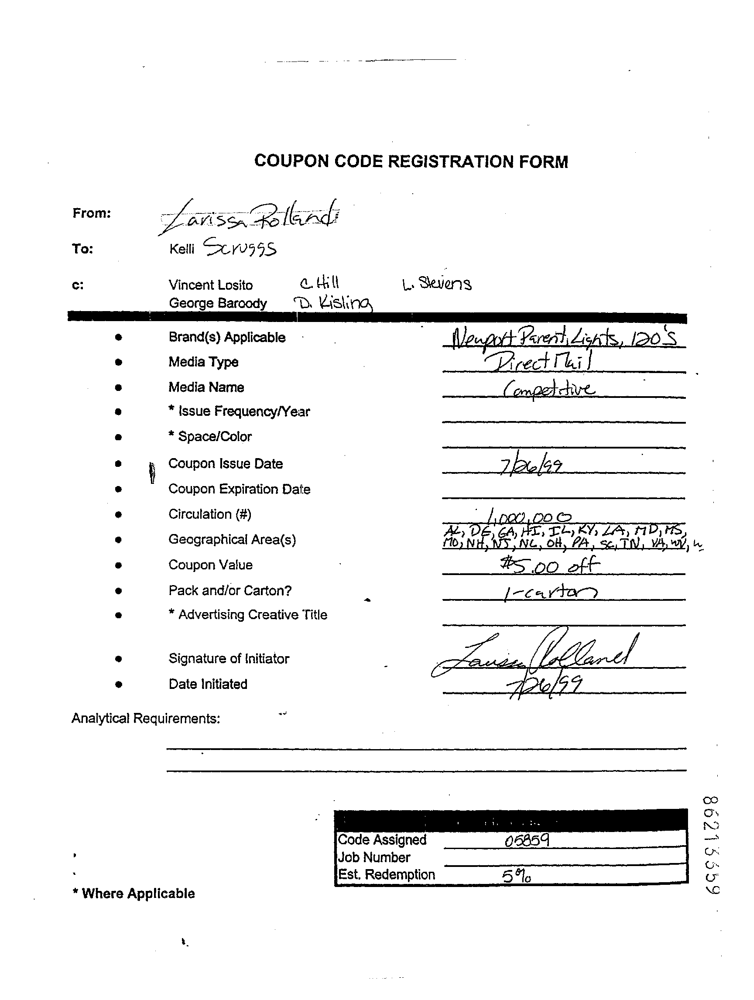 COUPON CODE REGISTRATION FORM
From: Larissa Rolland
To: Kelli Scruggs
c: Vincent Losito C. Hill L. Stevens
George Baroody D. Kisling
• Brand(s) Applicable Newport Parent, Lights, 120's
• Media Type Direct Mail
• Media Name Competitive
• * Issue Frequency/Year
• * Space/Color
• Coupon Issue Date 7/26/99
• Coupon Expiration Date
• Circulation (#) 1,000,000
• Geographical Area(s) AL, DE, GA, HI, IL, KY, LA, MD, MS,
MO, NH, NJ, NC, OH, PA, SC, TN, VA, WV,
• Coupon Value $5.00 off
• Pack and/or Carton? 1-carton
• * Advertising Creative Title
• Signature of Initiator Larissa Rolland
• Date Initiated 7/26/99
Analytical Requirements:
Code Assigned 05859
Job Number
Est. Redemption 5%
* Where Applicable
86213559